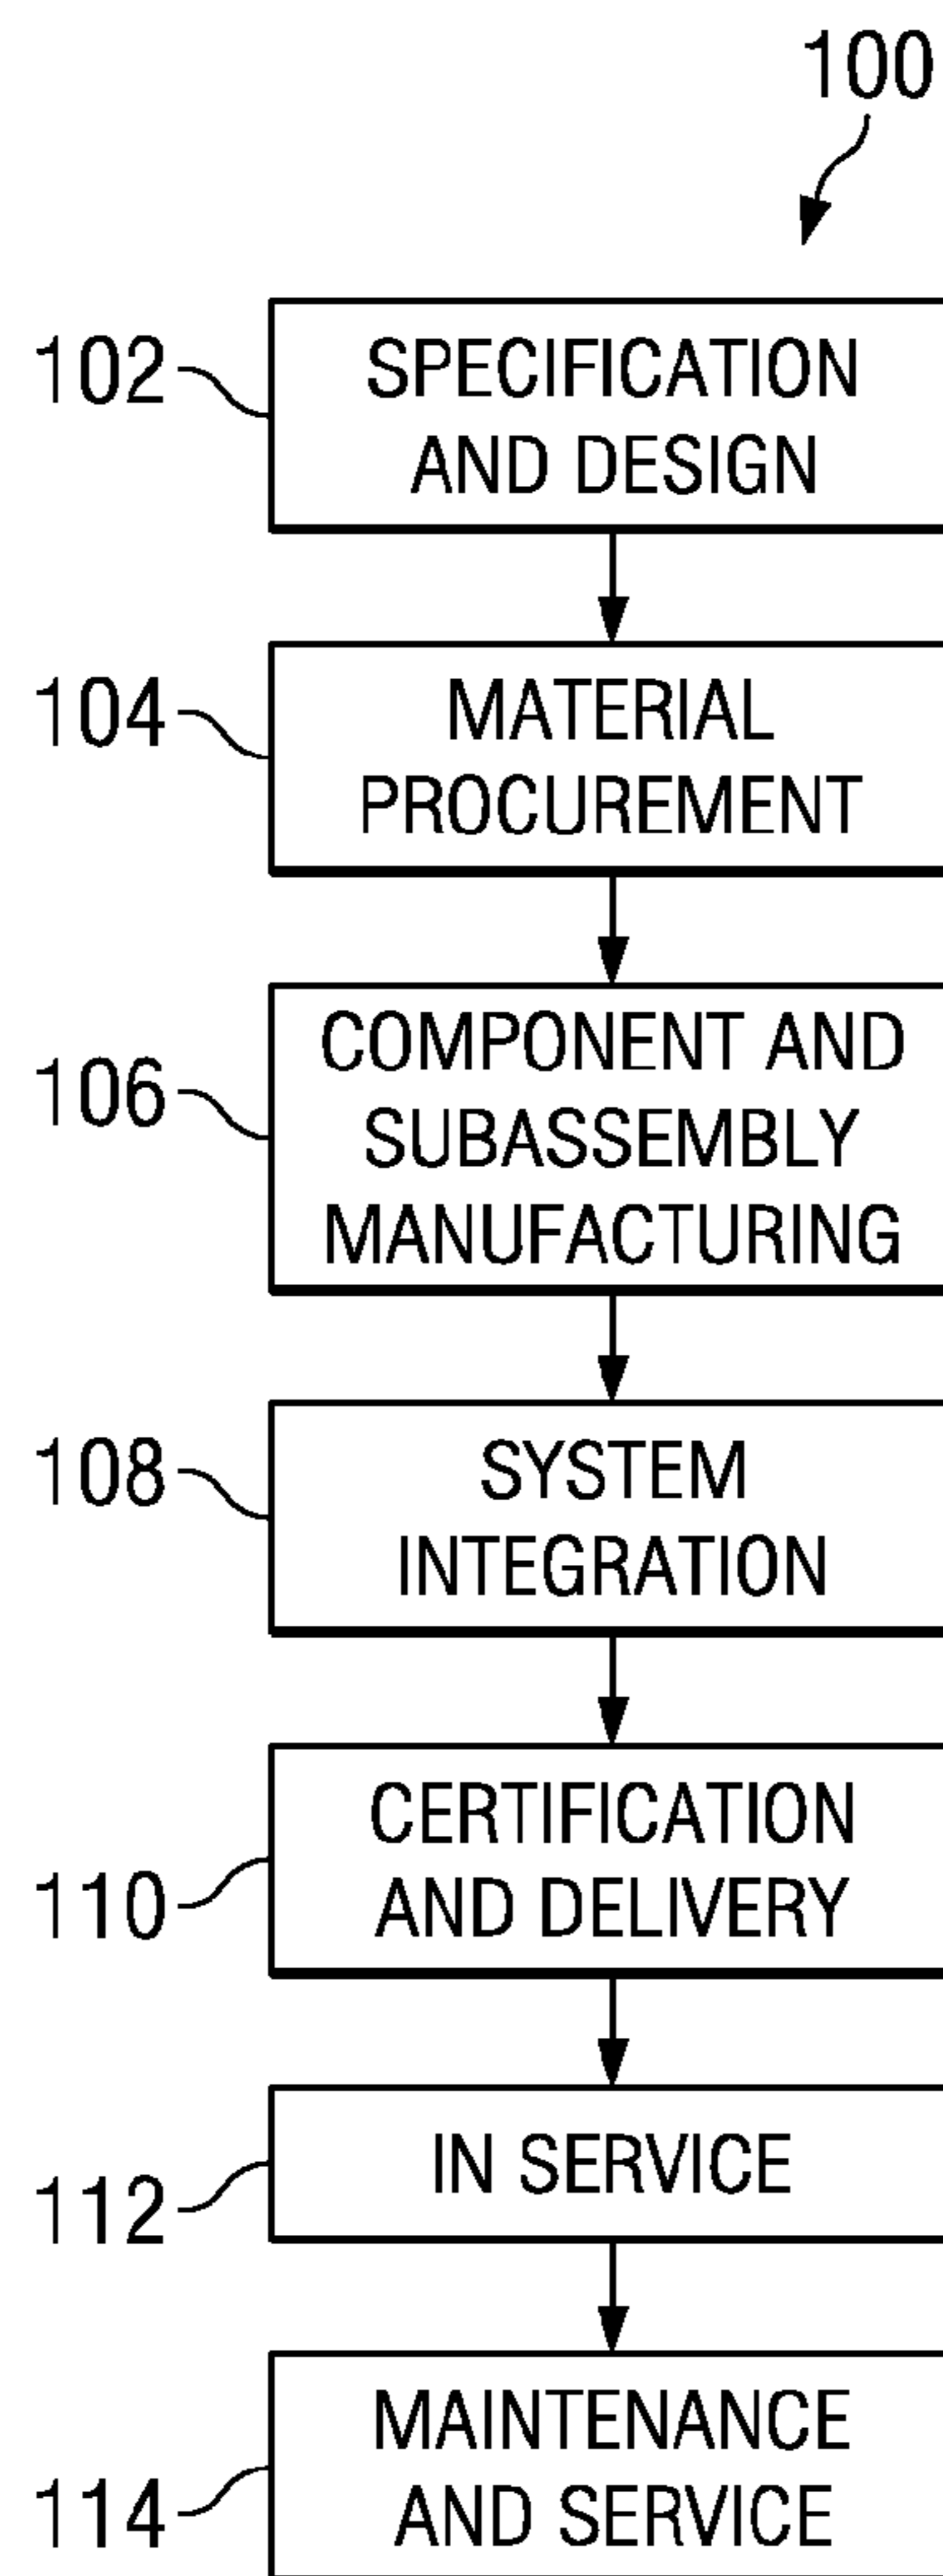 100
102
SPECIFICATION
AND DESIGN
104
MATERIAL
PROCUREMENT
106
COMPONENT AND
SUBASSEMBLY
MANUFACTURING
108
SYSTEM
INTEGRATION
110
CERTIFICATION
AND DELIVERY
112
IN SERVICE
114
MAINTENANCE
AND SERVICE